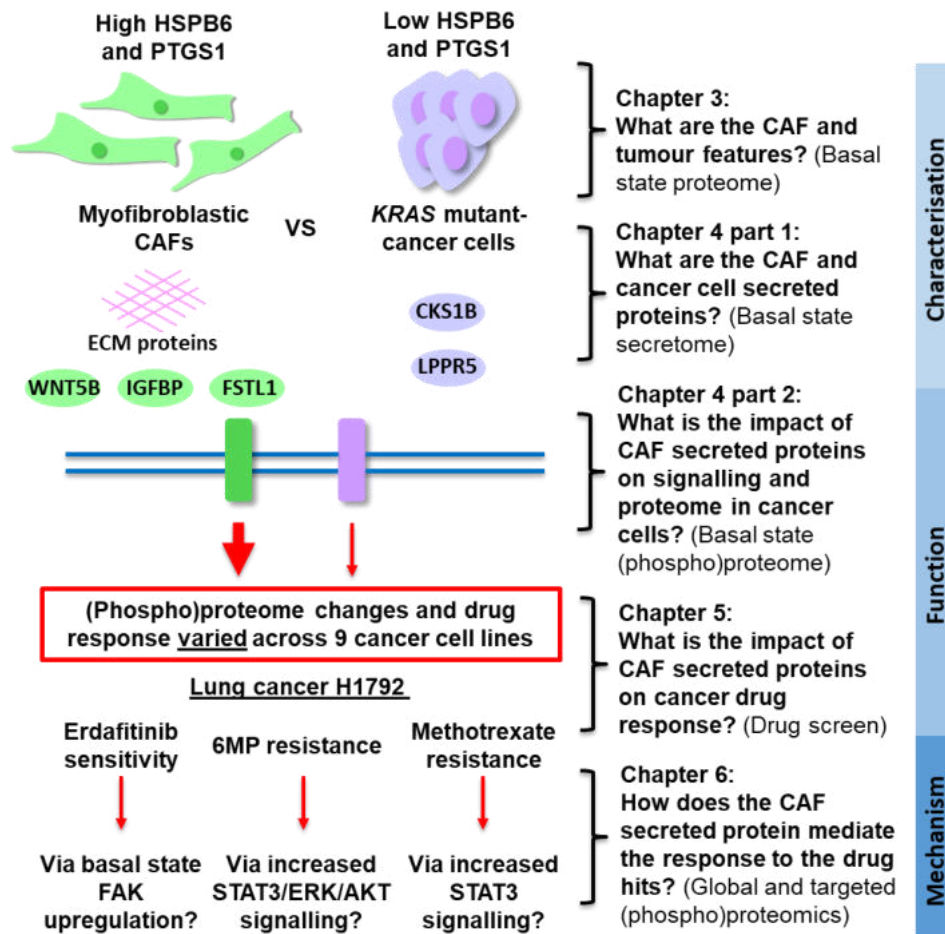 High HSPB6
and PTGS1
Low HSPB6
and PTGS1
Myofibroblastic
CAFs
VS
KRAS mutant-
cancer cells
ECM proteins
CKS1B
LPPR5
WNT5B
IGFBP
FSTL1
(Phospho)proteome changes and drug
response varied across 9 cancer cell lines
Lung cancer H1792
Erdafitinib
sensitivity
6MP resistance
Methotrexate
resistance
Via basal state
FAK
upregulation?
Via increased
STAT3/ERK/AKT
signalling?
Via increased
STAT3
signalling?
Chapter 3:
What are the CAF and
tumour features? (Basal
state proteome)
Chapter 4 part 1:
What are the CAF and
cancer cell secreted
proteins? (Basal state
secretome)
Chapter 4 part 2:
What is the impact of
CAF secreted proteins
on signalling and
proteome in cancer
cells? (Basal state
(phospho)proteome)
Chapter 5:
What is the impact of
CAF secreted proteins
on cancer drug
response? (Drug screen)
Chapter 6:
How does the CAF
secreted protein mediate
the response to the drug
hits? (Global and targeted
(phospho)proteomics)
Characterisation
Function
Mechanism